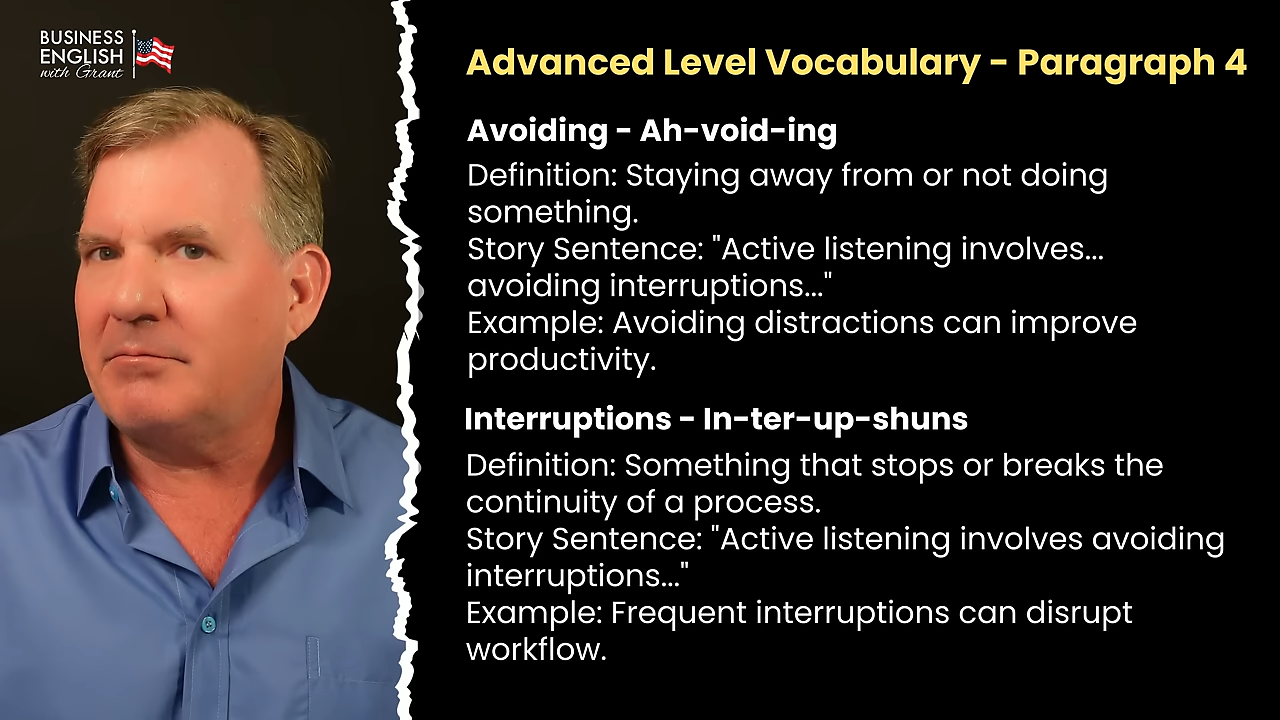 BUSINESS
ENGLISH
with Grant
Advanced Level Vocabulary - Paragraph 4
Avoiding - Ah-void-ing
Definition: Staying away from or not doing
something.
Story Sentence: "Active listening involves...
avoiding interruptions..."
Example: Avoiding distractions can improve
productivity.
Interruptions - In-ter-up-shuns
Definition: Something that stops or breaks the
continuity of a process.
Story Sentence: "Active listening involves avoiding
interruptions..."
Example: Frequent interruptions can disrupt
workflow.